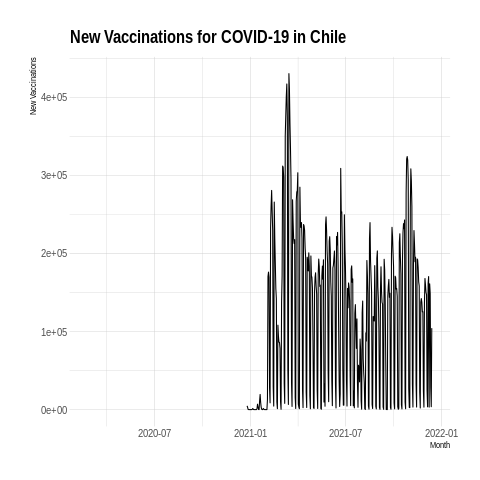 New Vaccinations for COVID-19 in Chile
New Vaccinations
4e+05
3e+05
2e+05
1e+05
0e+00
2020-07
2021-01
2021-07
2022-01
Month